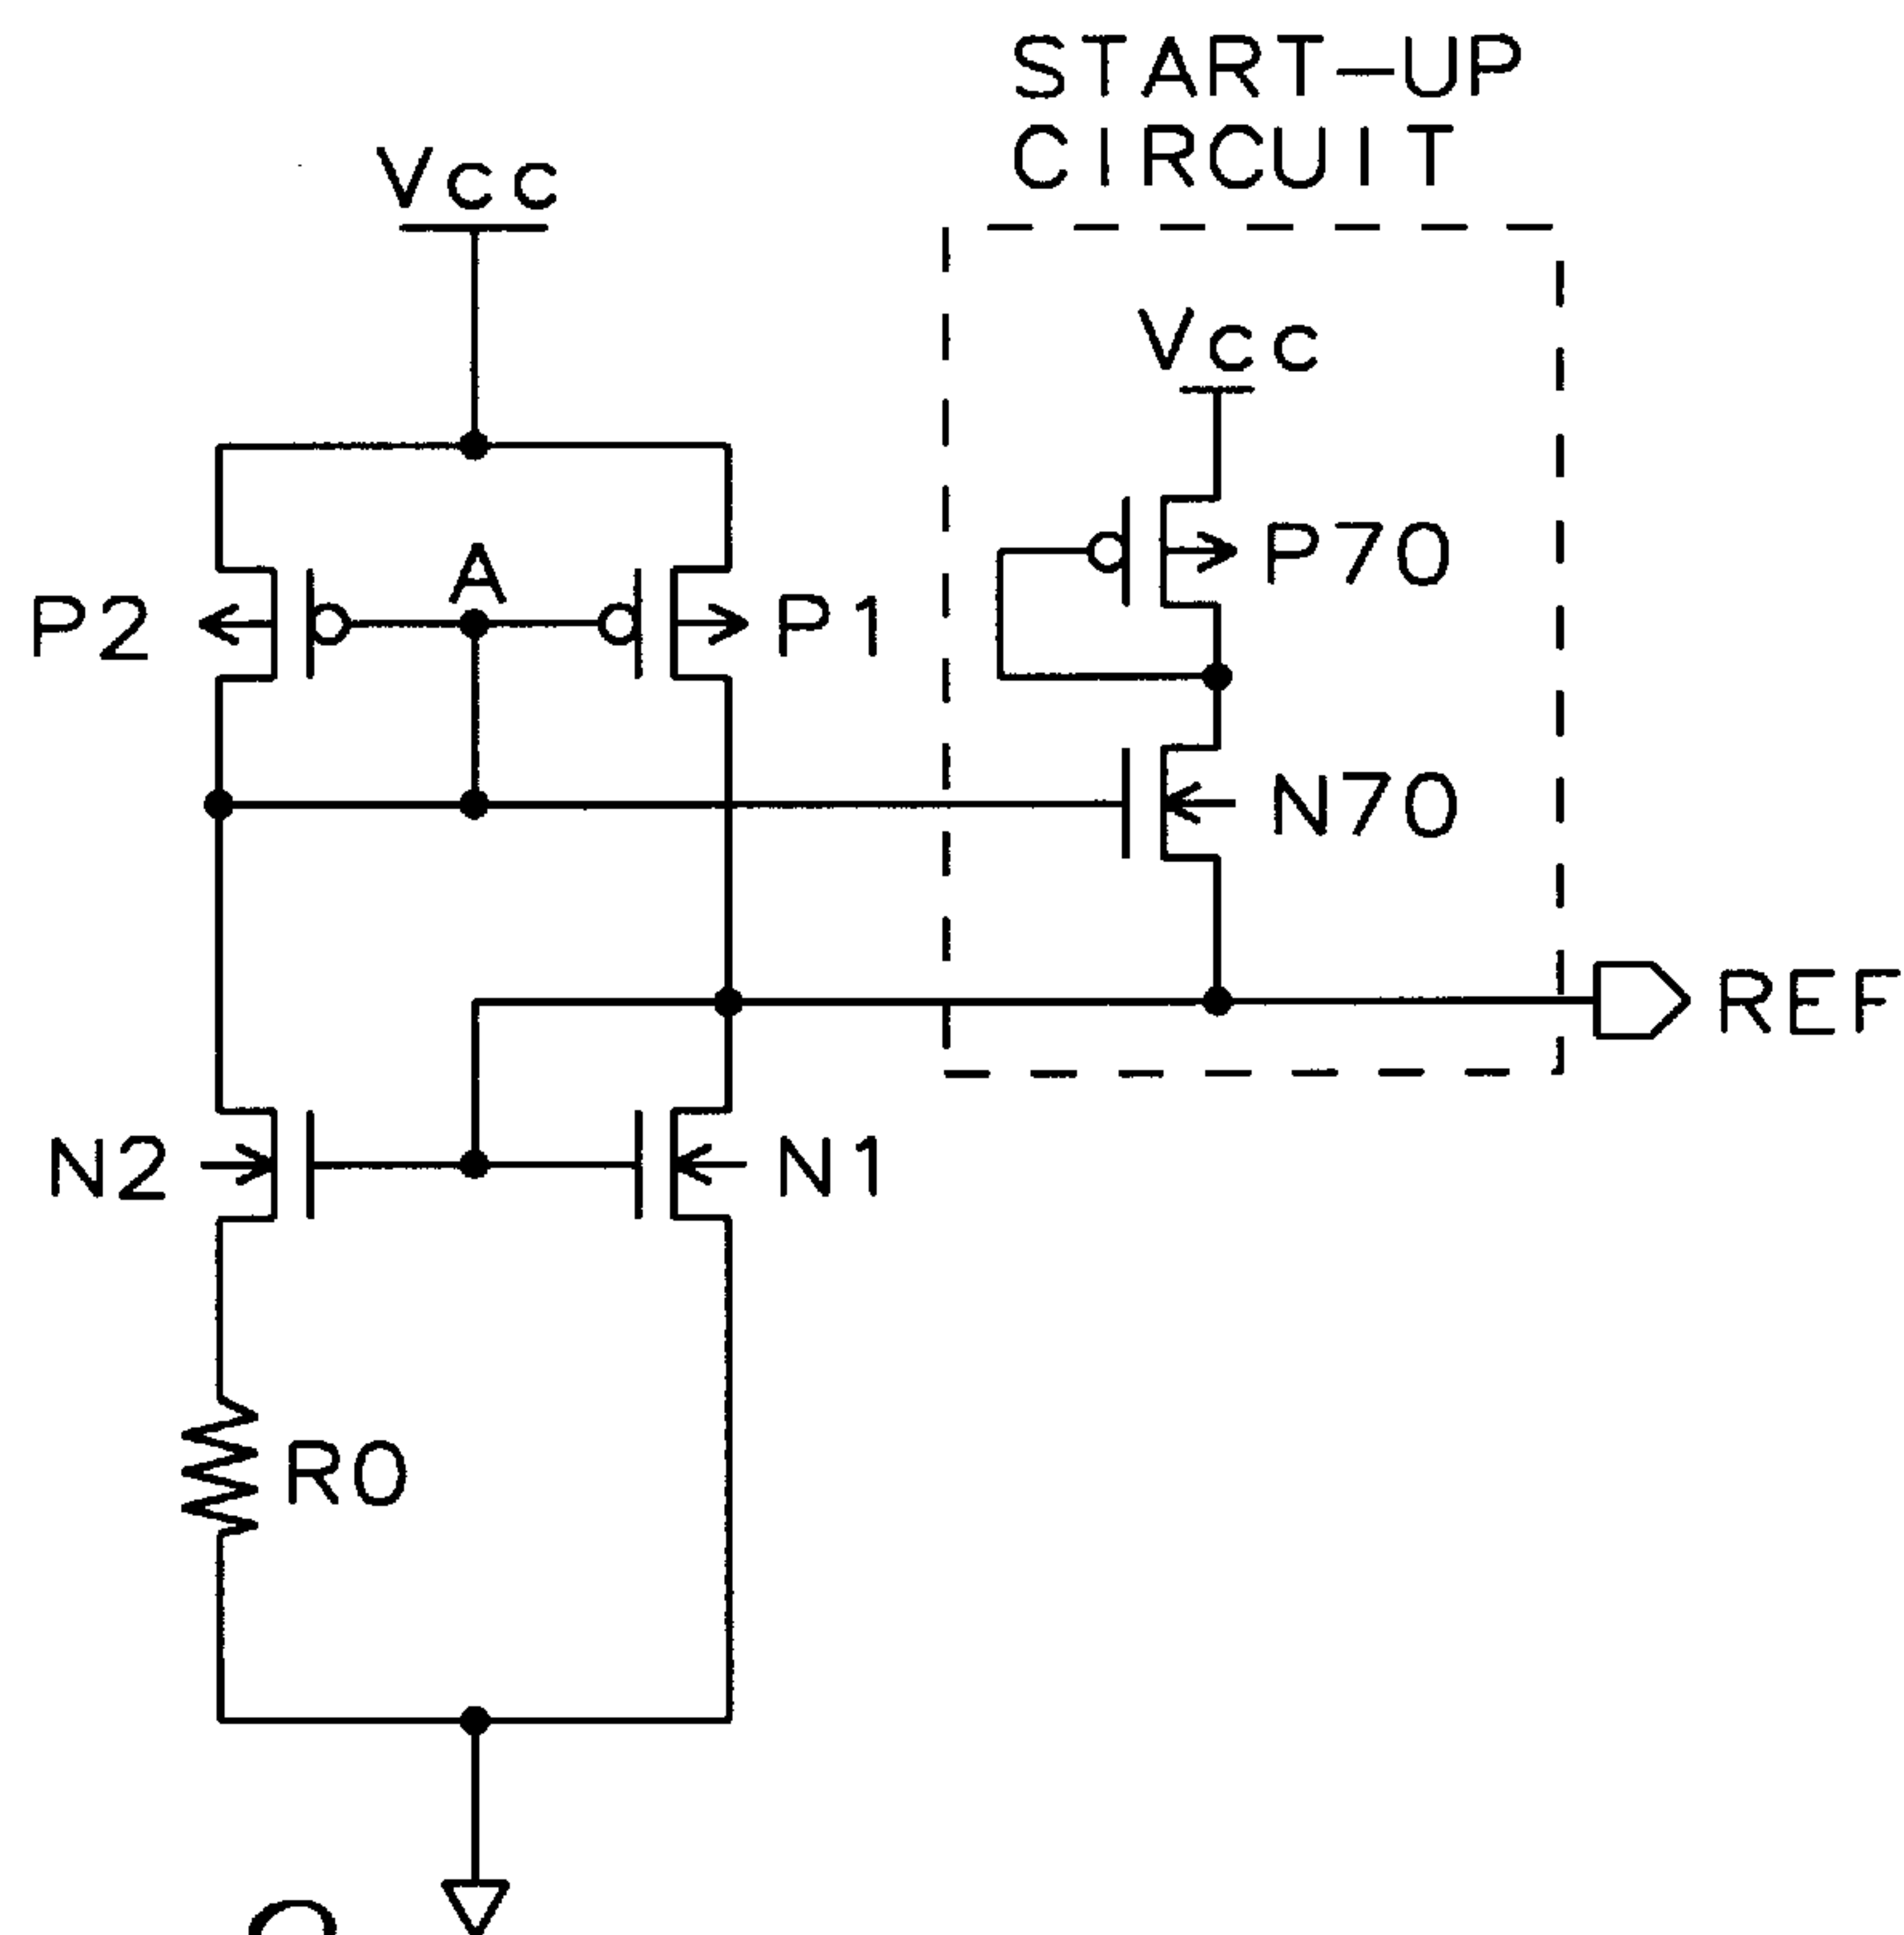 START-UP
CIRCUIT
Vcc
Vcc
P70
A
P2
P1
N70
REF
N2
N1
R0